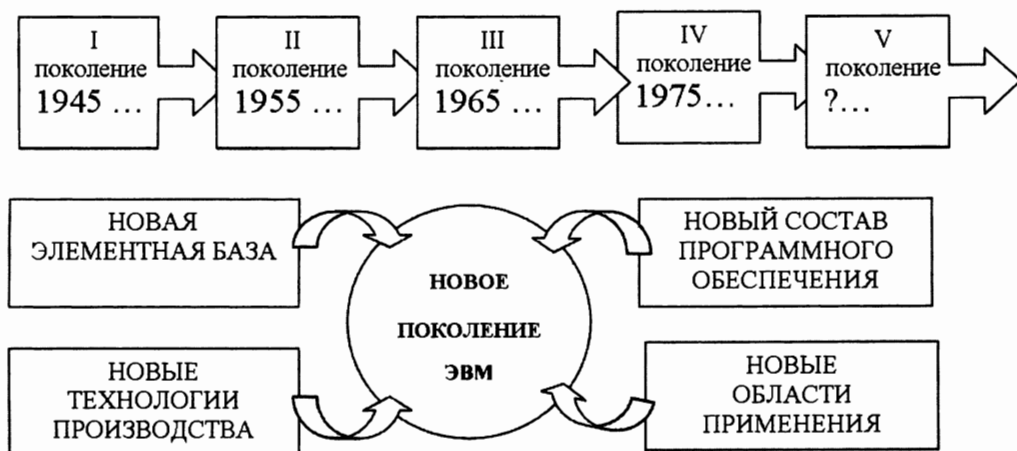 I
поколение
1945 ...
II
поколение
1955 ...
III
поколение
1965 ...
IV
поколение
1975...
V
поколение
?...
НОВАЯ
ЭЛЕМЕНТНАЯ БАЗА
НОВЫЕ
ТЕХНОЛОГИИ
ПРОИЗВОДСТВА
НОВОЕ
ПОКОЛЕНИЕ
ЭВМ
НОВЫЙ СОСТАВ
ПРОГРАММНОГО
ОБЕСПЕЧЕНИЯ
НОВЫЕ
ОБЛАСТИ
ПРИМЕНЕНИЯ